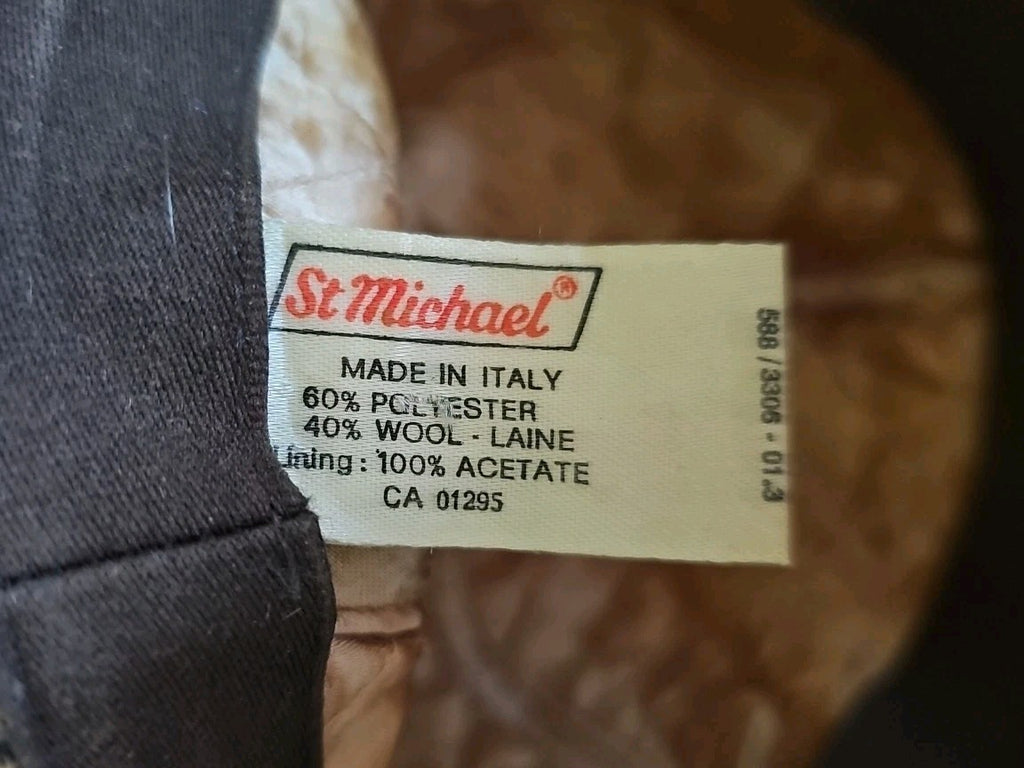 St Michael®
MADE IN ITALY
60% POLYESTER
40% WOOL - LAINE
Lining : 100% ACETATE
CA 01295
588 / 3306 - 01.3